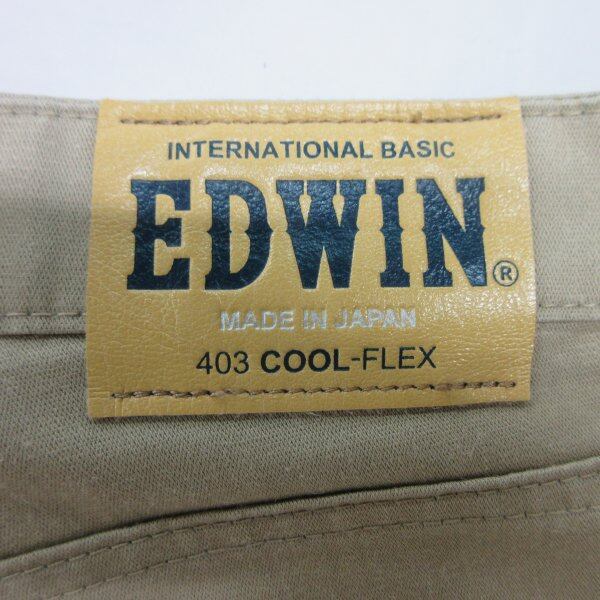 INTERNATIONAL BASIC
EDWIN®
MADE IN JAPAN
403 COOL-FLEX